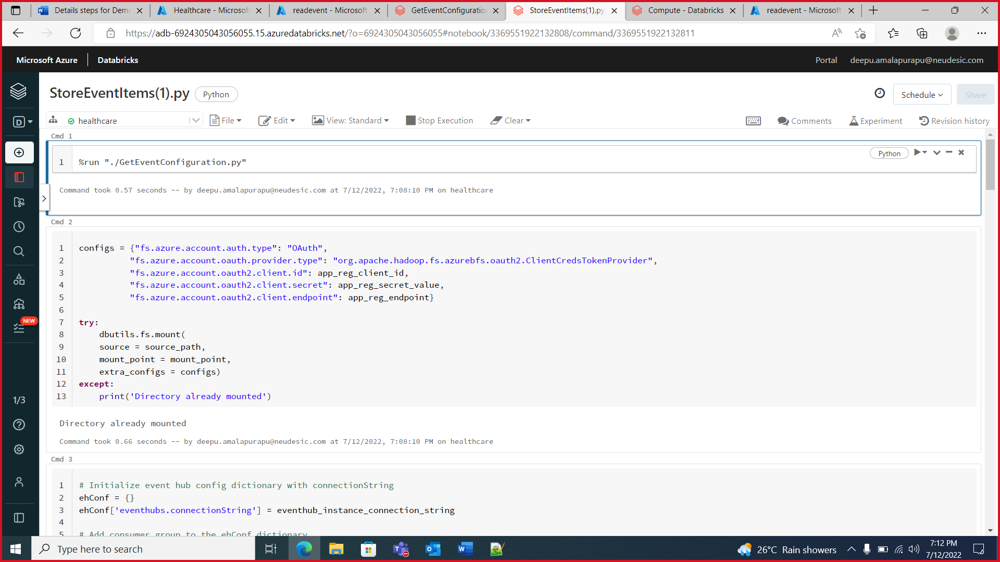 Details steps for Dem
Healthcare - Microsoft
readevent - Microsoft
GetEventConfiguratio
StoreEventItems(1).py
Compute - Databricks
readevent - Microsoft
https://adb-6924305043056055.15.azuredatabricks.net/?o=6924305043056055#notebook/3369551922132808/command/3369551922132811
Microsoft Azure Databricks
Portal deepu.amalapurapu@neudesic.com
StoreEventItems(1).py Python
Schedule Share
D
healthcare File Edit View: Standard Stop Execution Clear
Comments Experiment Revision history
Cmd 1
Python
1 %run "./GetEventConfiguration.py"
Command took 0.57 seconds -- by deepu.amalapurapu@neudesic.com at 7/12/2022, 7:08:10 PM on healthcare
Cmd 2
1 configs = {"fs.azure.account.auth.type": "OAuth",
2 "fs.azure.account.oauth.provider.type": "org.apache.hadoop.fs.azurebfs.oauth2.ClientCredsTokenProvider",
3 "fs.azure.account.oauth2.client.id": app_reg_client_id,
4 "fs.azure.account.oauth2.client.secret": app_reg_secret_value,
5 "fs.azure.account.oauth2.client.endpoint": app_reg_endpoint}
6
7 try:
8 dbutils.fs.mount(
9 source = source_path,
10 mount_point = mount_point,
11 extra_configs = configs)
12 except:
13 print('Directory already mounted')
Directory already mounted
Command took 0.66 seconds -- by deepu.amalapurapu@neudesic.com at 7/12/2022, 7:08:10 PM on healthcare
Cmd 3
1 # Initialize event hub config dictionary with connectionString
2 ehConf = {}
3 ehConf['eventhubs.connectionString'] = eventhub_instance_connection_string
4
5 # Add consumer group to the ehConf dictionary
NEW
1/3
Type here to search
26°C Rain showers
7:12 PM
7/12/2022